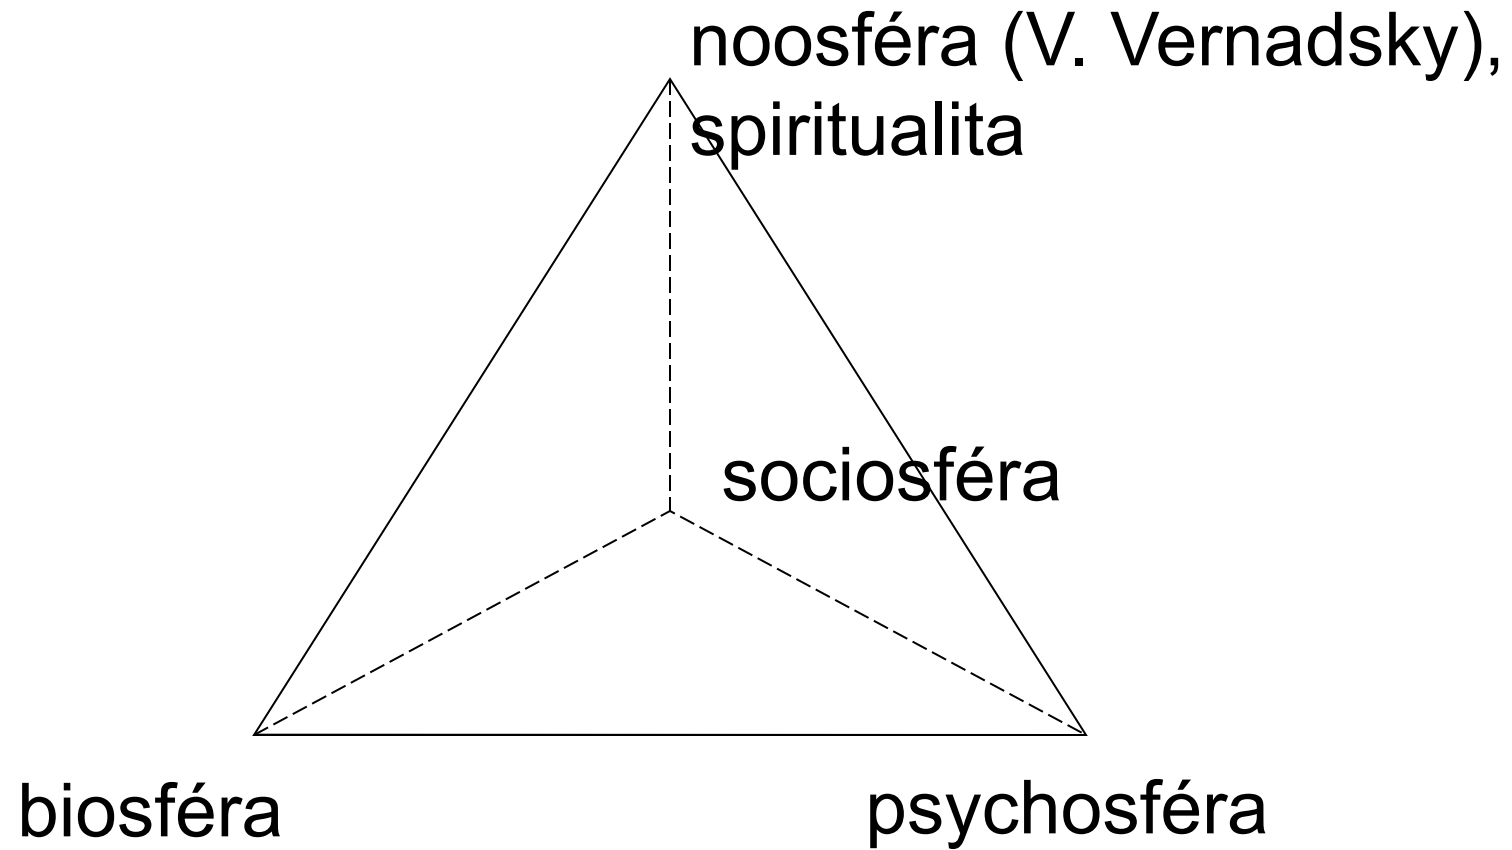 noosféra (V. Vernadsky),
spiritualita
sociosféra
biosféra
psychosféra